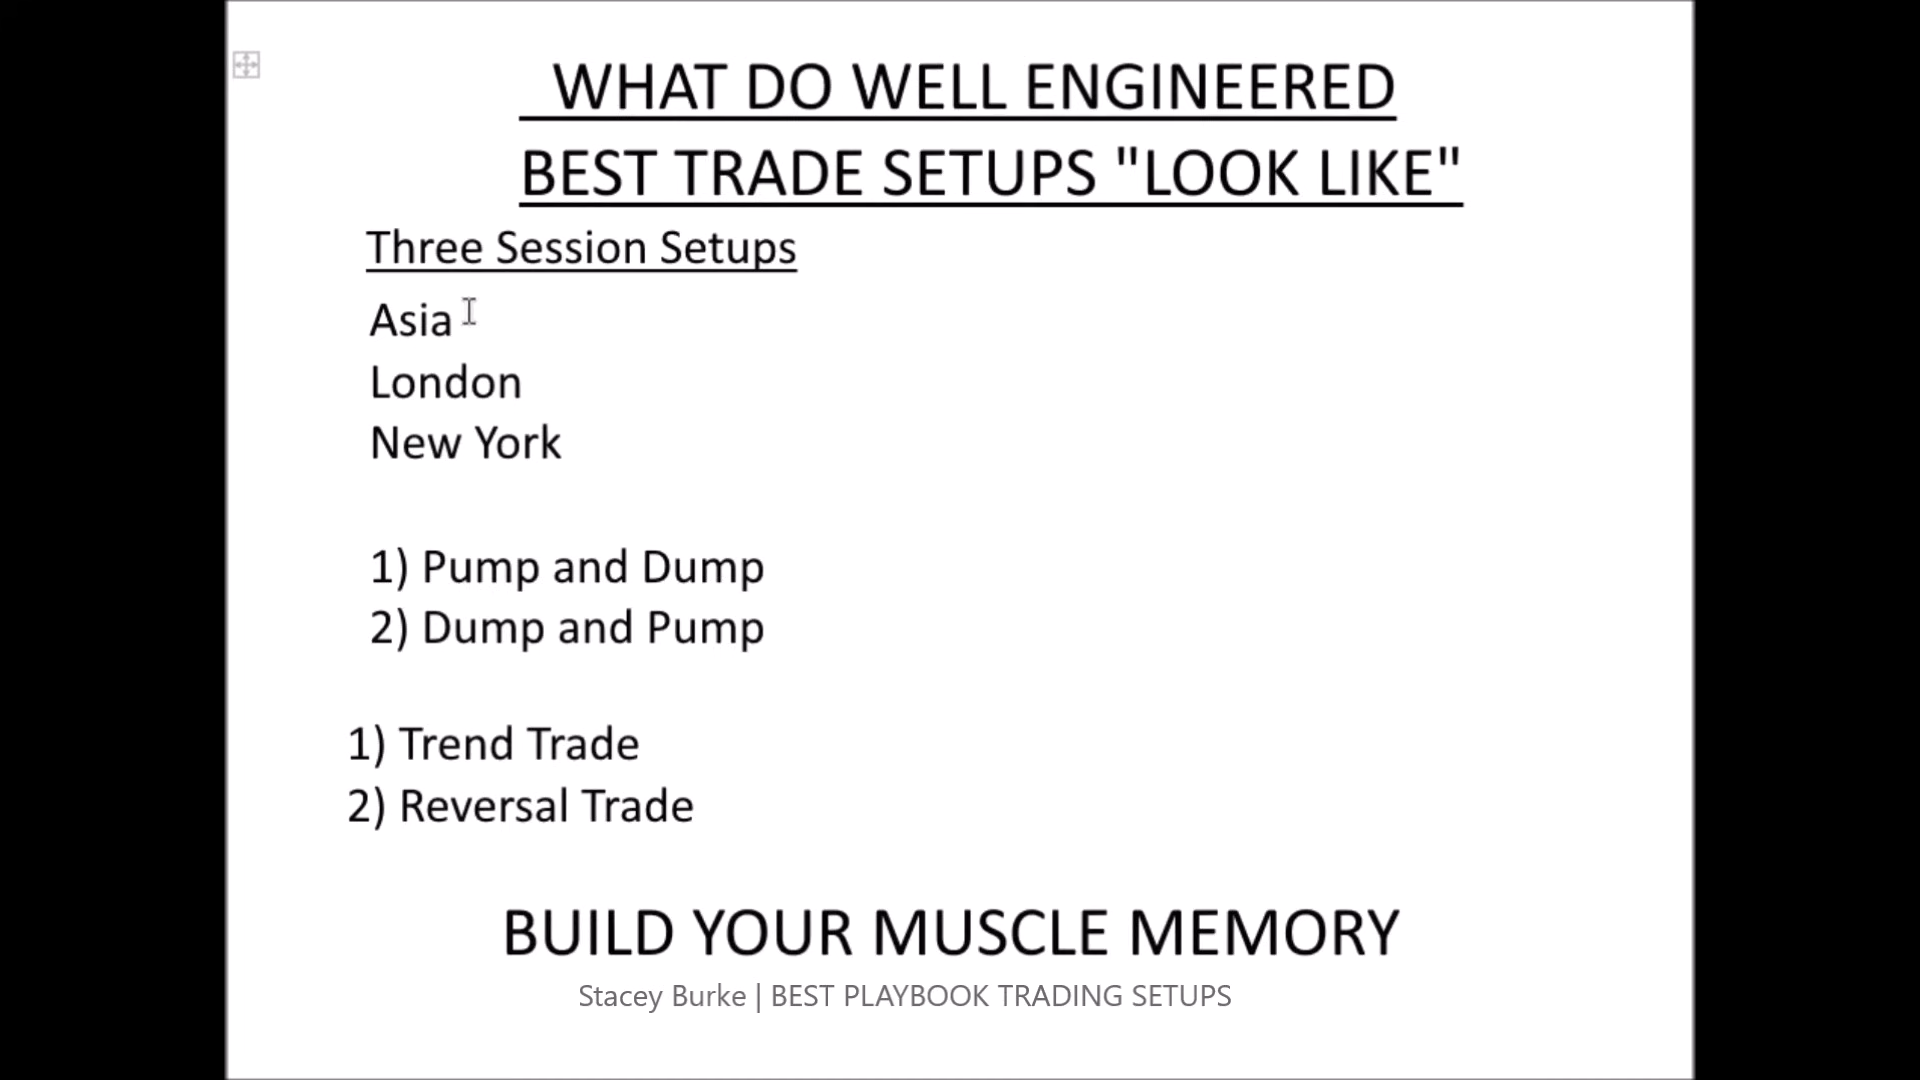 WHAT DO WELL ENGINEERED
BEST TRADE SETUPS "LOOK LIKE"
Three Session Setups
Asia
London
New York
1) Pump and Dump
2) Dump and Pump
1) Trend Trade
2) Reversal Trade
BUILD YOUR MUSCLE MEMORY
Stacey Burke | BEST PLAYBOOK TRADING SETUPS